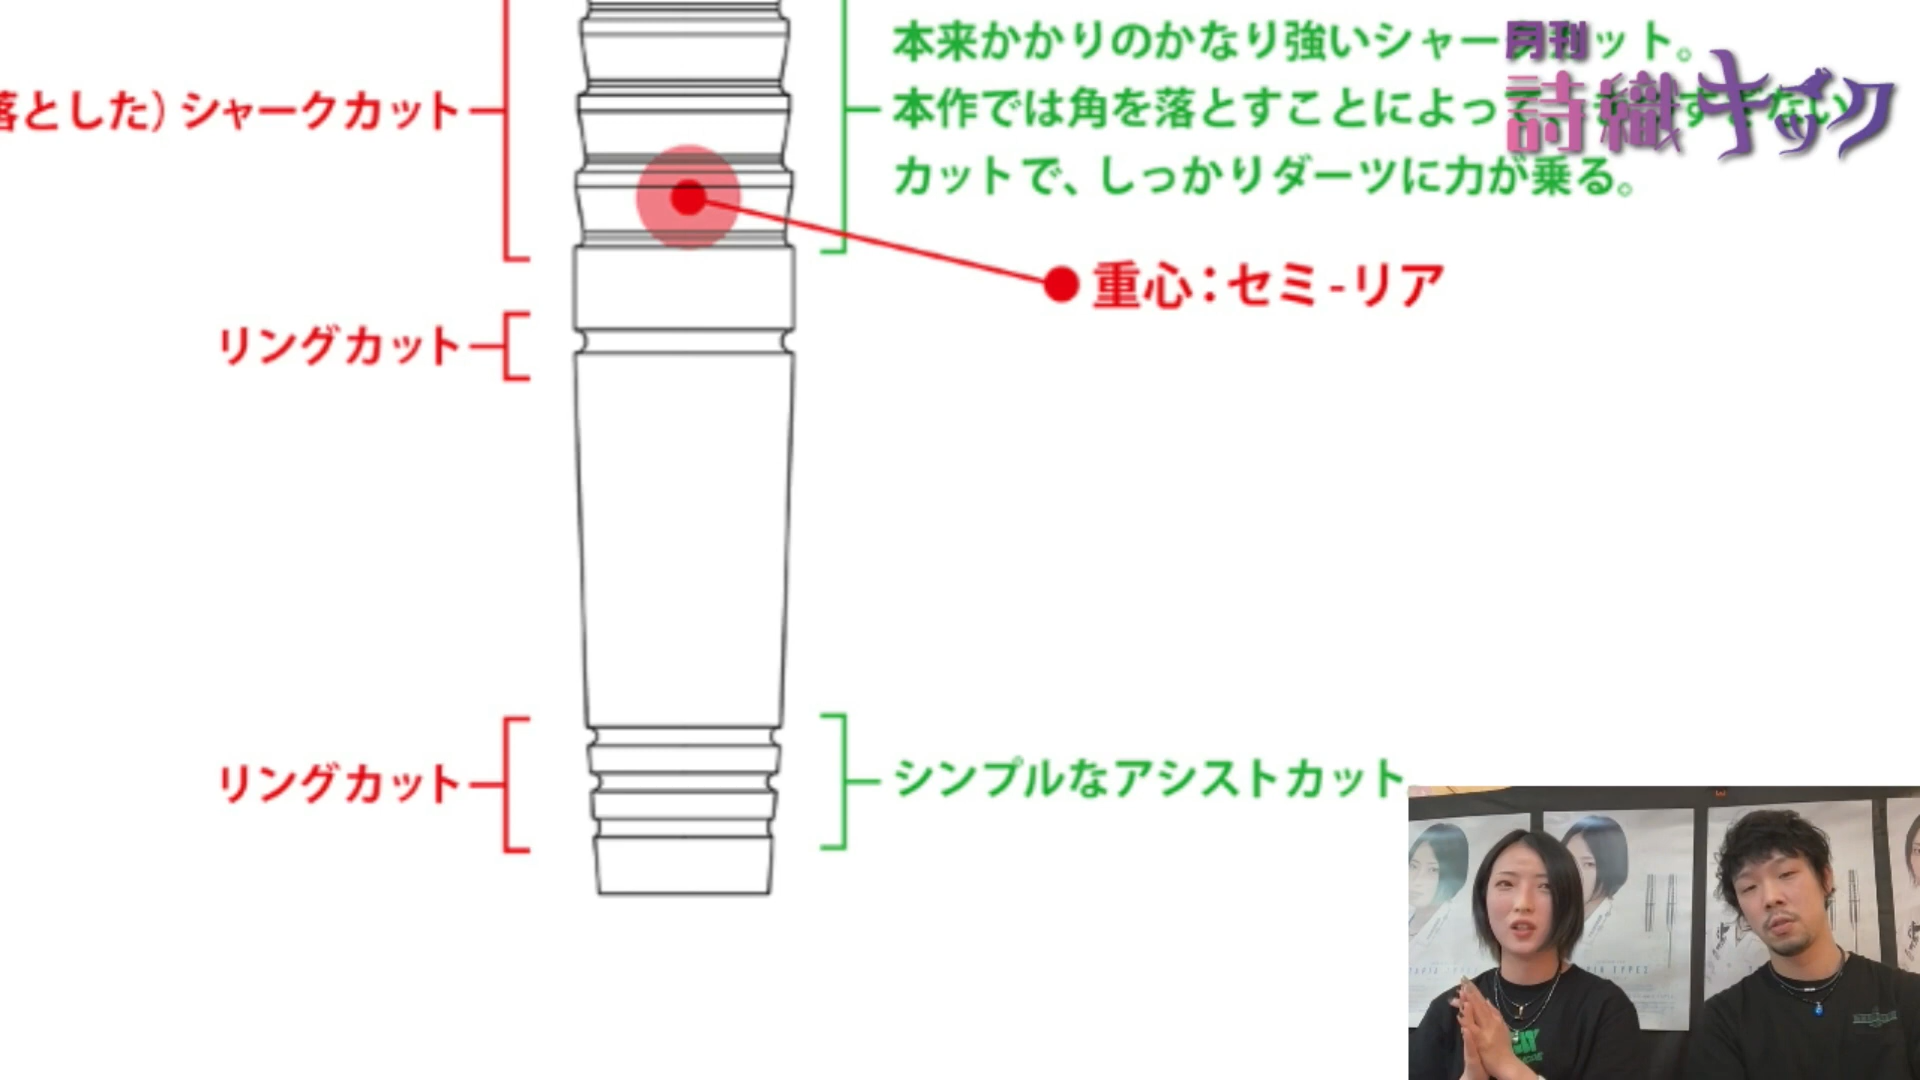 本来かかりのかなり強いシャー ット。
月刊
詩織キック
落とした）シャークカット
本作では角を落とすことによって
カットで、しっかりダーツに力が乗る。
重心：セミ-リア
リングカット
リングカット
シンプルなアシストカット